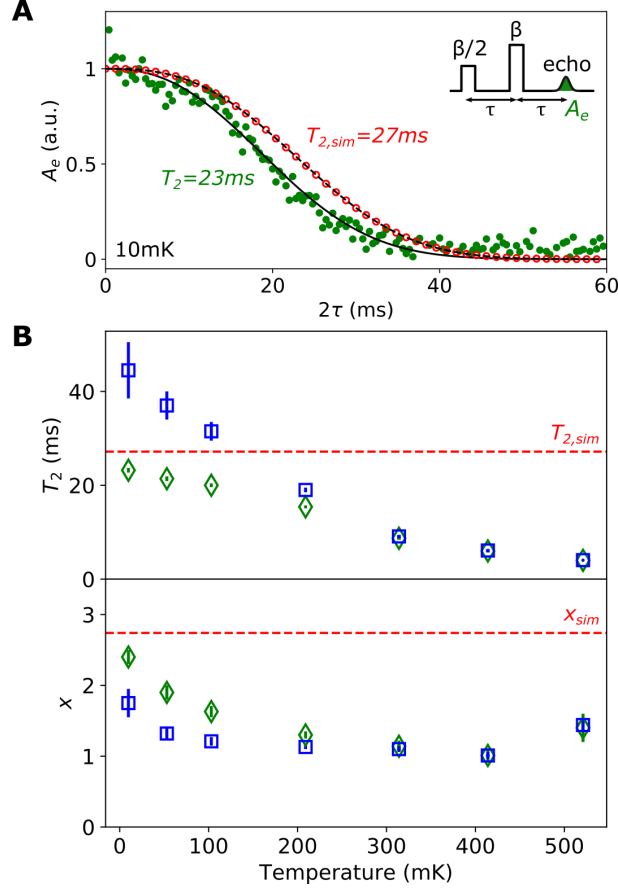 A
1
0.5
0
A_e (a.u.)
T_2,sim=27ms
T_2=23ms
10mK
β/2
β
echo
τ
τ
A_e
0
20
40
60
2τ (ms)
B
40
20
0
T_2 (ms)
T_2,sim
3
2
1
0
x
x_sim
0
100
200
300
400
500
Temperature (mK)